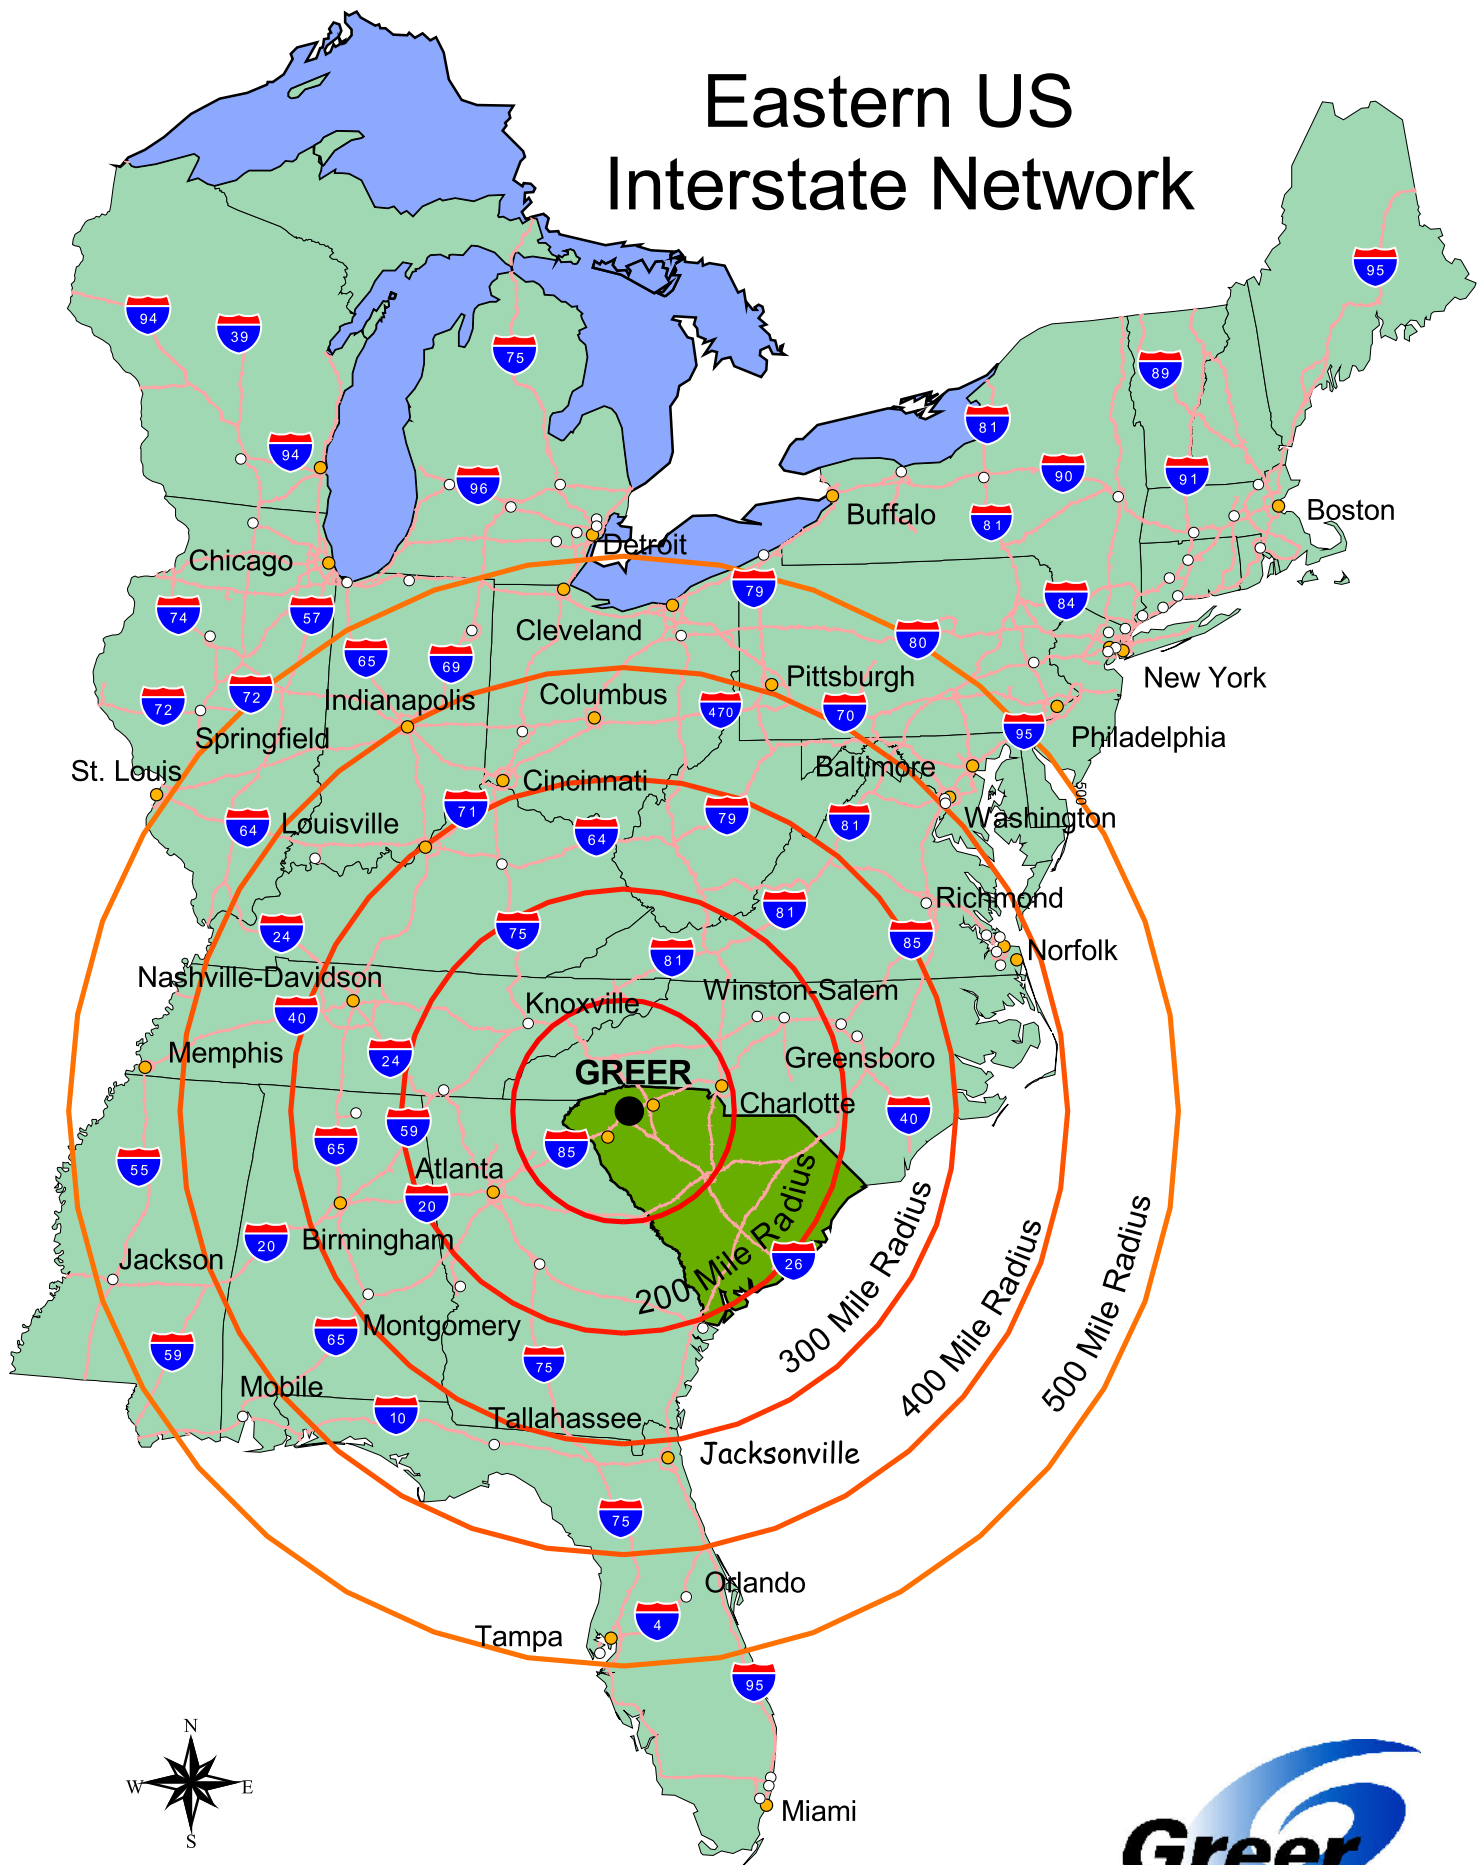 Eastern US
Interstate Network
95
94
39
75
89
81
94
96
90
91
81
Buffalo
Boston
Detroit
Chicago
79
84
74
57
Cleveland
80
65
69
Pittsburgh
New York
72
72
Indianapolis
Columbus
470
70
95
Springfield
Philadelphia
St. Louis
Cincinnati
Baltimore
500
71
79
81
64
Louisville
64
Washington
Richmond
81
75
24
85
Norfolk
81
Nashville-Davidson
Knoxville
Winston-Salem
40
Memphis
24
Greensboro
GREER
Charlotte
40
59
65
85
55
Atlanta
20
200 Mile Radius
300 Mile Radius
400 Mile Radius
500 Mile Radius
20
Birmingham
Jackson
26
65
Montgomery
59
75
Mobile
10
Tallahassee
Jacksonville
75
Orlando
4
Tampa
95
N
W
E
S
Miami
Greer